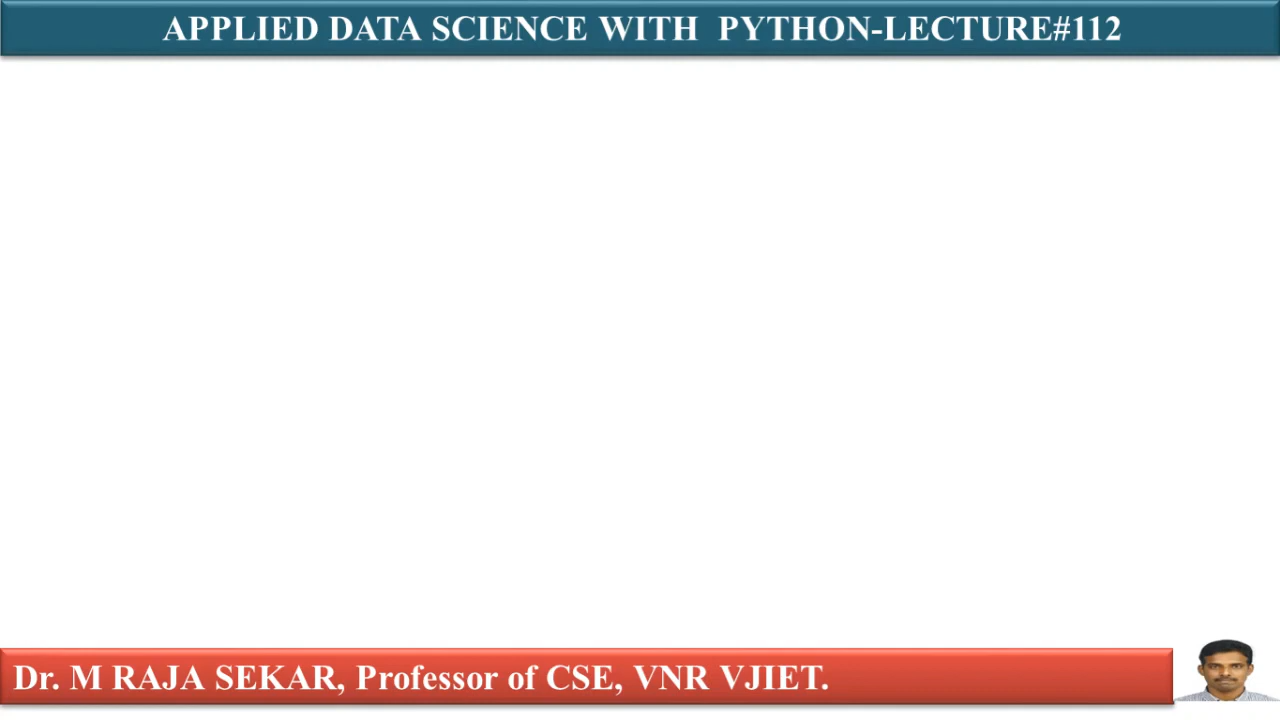 APPLIED DATA SCIENCE WITH PYTHON-LECTURE#112
Dr. M RAJA SEKAR, Professor of CSE, VNR VJIET.